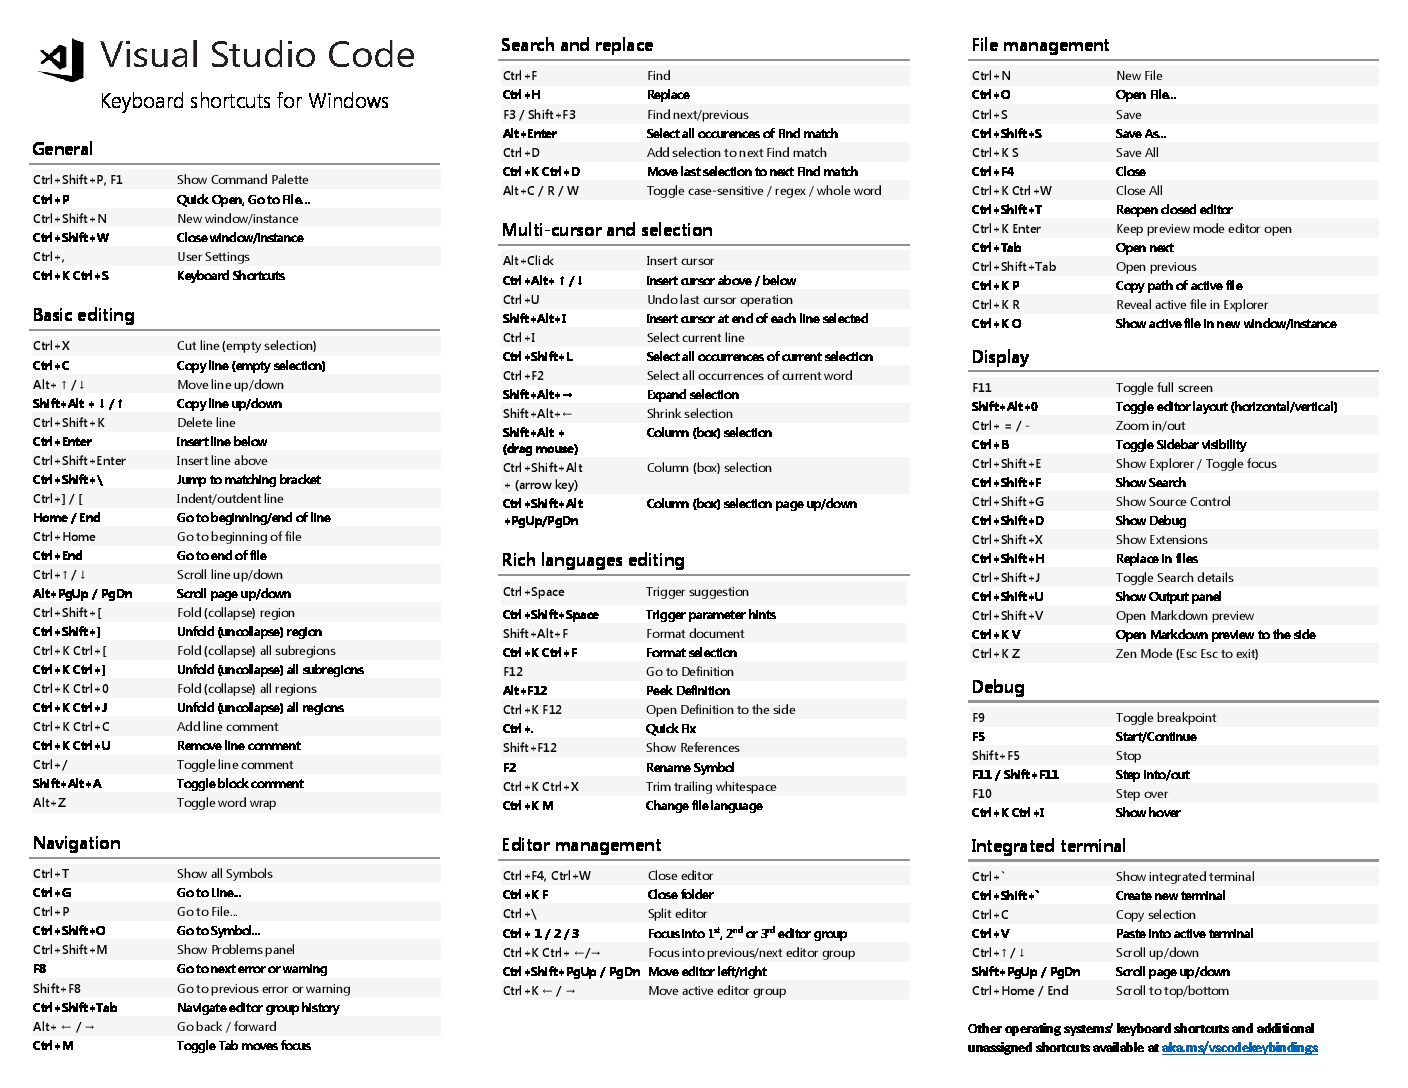 Visual Studio Code
Keyboard shortcuts for Windows
General
Ctrl+Shift+P, F1 Show Command Palette
Ctrl+P Quick Open, Go to File...
Ctrl+Shift+N New window/instance
Ctrl+Shift+W Close window/instance
Ctrl+, User Settings
Ctrl+K Ctrl+S Keyboard Shortcuts
Basic editing
Ctrl+X Cut line (empty selection)
Ctrl+C Copy line (empty selection)
Alt+ ↑ / ↓ Move line up/down
Shift+Alt + ↓ / ↑ Copy line up/down
Ctrl+Shift+K Delete line
Ctrl+Enter Insert line below
Ctrl+Shift+Enter Insert line above
Ctrl+Shift+\ Jump to matching bracket
Ctrl+] / [ Indent/outdent line
Home / End Go to beginning/end of line
Ctrl+Home Go to beginning of file
Ctrl+End Go to end of file
Ctrl+↑ / ↓ Scroll line up/down
Alt+PgUp / PgDn Scroll page up/down
Ctrl+Shift+[ Fold (collapse) region
Ctrl+Shift+] Unfold (uncollapse) region
Ctrl+K Ctrl+[ Fold (collapse) all subregions
Ctrl+K Ctrl+] Unfold (uncollapse) all subregions
Ctrl+K Ctrl+0 Fold (collapse) all regions
Ctrl+K Ctrl+J Unfold (uncollapse) all regions
Ctrl+K Ctrl+C Add line comment
Ctrl+K Ctrl+U Remove line comment
Ctrl+/ Toggle line comment
Shift+Alt+A Toggle block comment
Alt+Z Toggle word wrap
Navigation
Ctrl+T Show all Symbols
Ctrl+G Go to Line...
Ctrl+P Go to File...
Ctrl+Shift+O Go to Symbol...
Ctrl+Shift+M Show Problems panel
F8 Go to next error or warning
Shift+F8 Go to previous error or warning
Ctrl+Shift+Tab Navigate editor group history
Alt+ ← / → Go back / forward
Ctrl+M Toggle Tab moves focus
Search and replace
Ctrl+F Find
Ctrl+H Replace
F3 / Shift+F3 Find next/previous
Alt+Enter Select all occurences of Find match
Ctrl+D Add selection to next Find match
Ctrl+K Ctrl+D Move last selection to next Find match
Alt+C / R / W Toggle case-sensitive / regex / whole word
Multi-cursor and selection
Alt+Click Insert cursor
Ctrl+Alt+ ↑ / ↓ Insert cursor above / below
Ctrl+U Undo last cursor operation
Shift+Alt+I Insert cursor at end of each line selected
Ctrl+I Select current line
Ctrl+Shift+L Select all occurrences of current selection
Ctrl+F2 Select all occurrences of current word
Shift+Alt+→ Expand selection
Shift+Alt+← Shrink selection
Shift+Alt + Column (box) selection
(drag mouse)
Ctrl+Shift+Alt Column (box) selection
+ (arrow key)
Ctrl+Shift+Alt Column (box) selection page up/down
+PgUp/PgDn
Rich languages editing
Ctrl+Space Trigger suggestion
Ctrl+Shift+Space Trigger parameter hints
Shift+Alt+F Format document
Ctrl+K Ctrl+F Format selection
F12 Go to Definition
Alt+F12 Peek Definition
Ctrl+K F12 Open Definition to the side
Ctrl+. Quick Fix
Shift+F12 Show References
F2 Rename Symbol
Ctrl+K Ctrl+X Trim trailing whitespace
Ctrl+K M Change file language
Editor management
Ctrl+F4, Ctrl+W Close editor
Ctrl+K F Close folder
Ctrl+\ Split editor
Ctrl+ 1 / 2 / 3 Focus into 1st, 2nd or 3rd editor group
Ctrl+K Ctrl+ ←/→ Focus into previous/next editor group
Ctrl+Shift+PgUp / PgDn Move editor left/right
Ctrl+K ← / → Move active editor group
File management
Ctrl+N New File
Ctrl+O Open File...
Ctrl+S Save
Ctrl+Shift+S Save As...
Ctrl+K S Save All
Ctrl+F4 Close
Ctrl+K Ctrl+W Close All
Ctrl+Shift+T Reopen closed editor
Ctrl+K Enter Keep preview mode editor open
Ctrl+Tab Open next
Ctrl+Shift+Tab Open previous
Ctrl+K P Copy path of active file
Ctrl+K R Reveal active file in Explorer
Ctrl+K O Show active file in new window/instance
Display
F11 Toggle full screen
Shift+Alt+0 Toggle editor layout (horizontal/vertical)
Ctrl+ = / - Zoom in/out
Ctrl+B Toggle Sidebar visibility
Ctrl+Shift+E Show Explorer / Toggle focus
Ctrl+Shift+F Show Search
Ctrl+Shift+G Show Source Control
Ctrl+Shift+D Show Debug
Ctrl+Shift+X Show Extensions
Ctrl+Shift+H Replace in files
Ctrl+Shift+J Toggle Search details
Ctrl+Shift+U Show Output panel
Ctrl+Shift+V Open Markdown preview
Ctrl+K V Open Markdown preview to the side
Ctrl+K Z Zen Mode (Esc Esc to exit)
Debug
F9 Toggle breakpoint
F5 Start/Continue
Shift+F5 Stop
F11 / Shift+F11 Step into/out
F10 Step over
Ctrl+K Ctrl+I Show hover
Integrated terminal
Ctrl+` Show integrated terminal
Ctrl+Shift+` Create new terminal
Ctrl+C Copy selection
Ctrl+V Paste into active terminal
Ctrl+↑ / ↓ Scroll up/down
Shift+PgUp / PgDn Scroll page up/down
Ctrl+Home / End Scroll to top/bottom
Other operating systems' keyboard shortcuts and additional
unassigned shortcuts available at aka.ms/vscodekeybindings